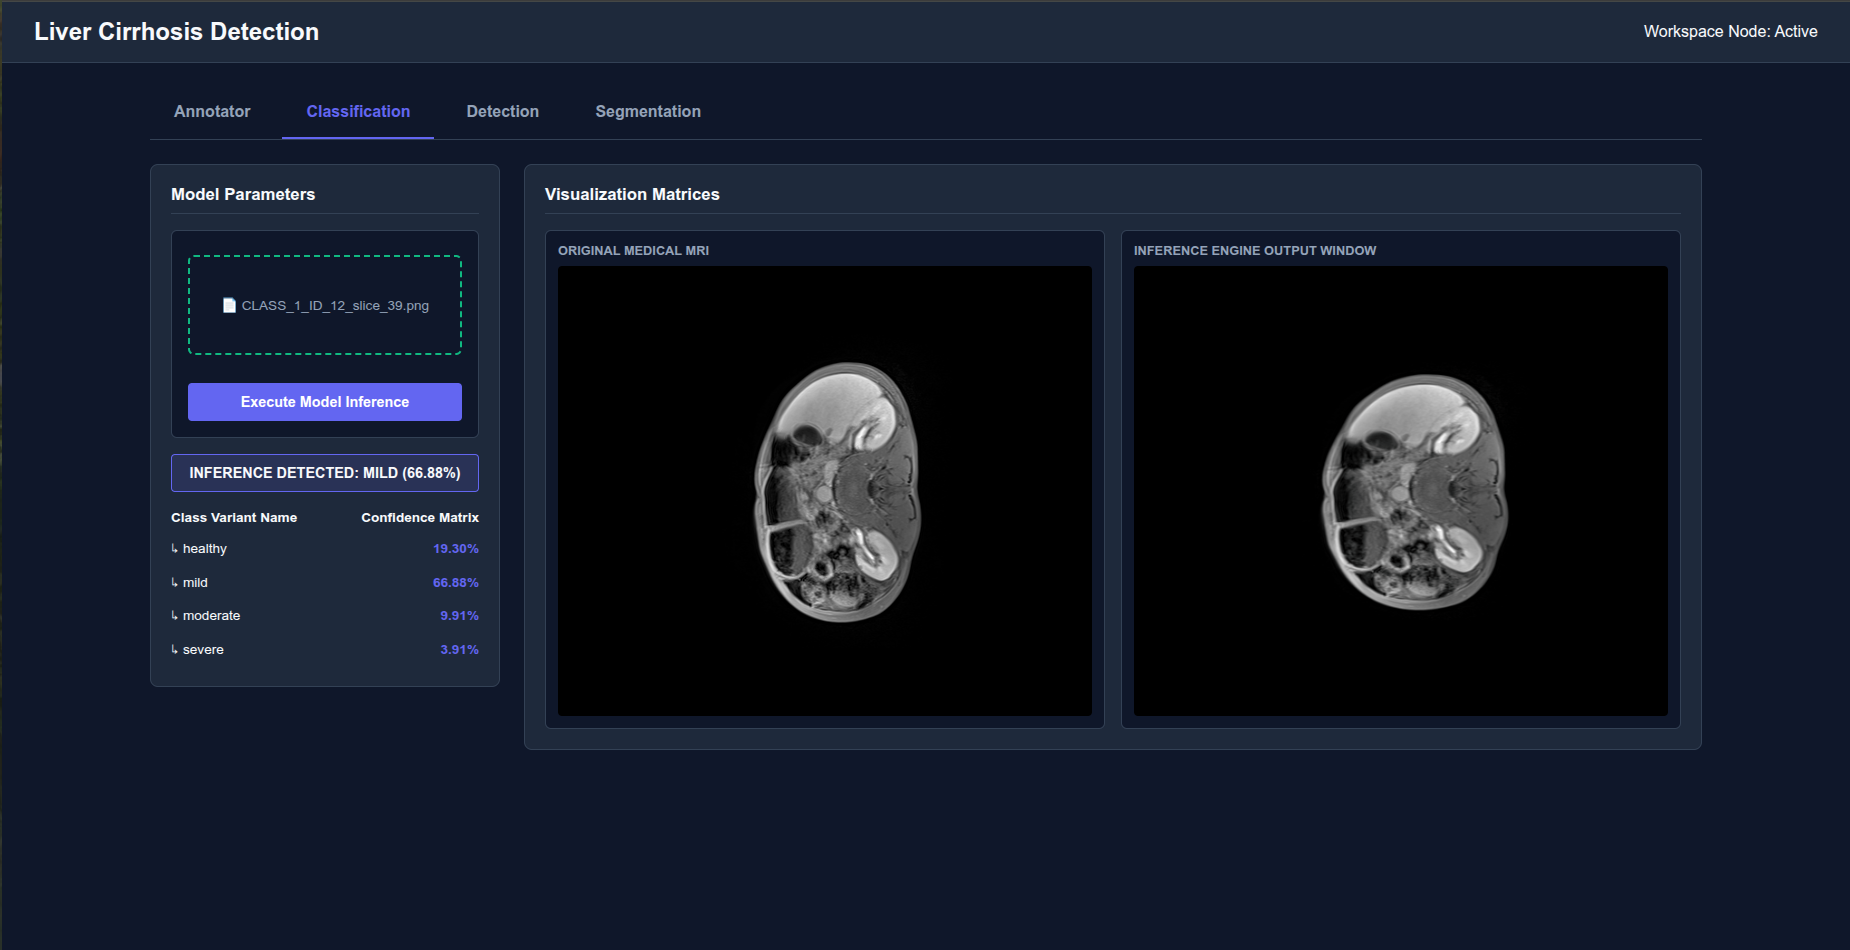 Liver Cirrhosis Detection
Workspace Node: Active
Annotator
Classification
Detection
Segmentation
Model Parameters
📄 CLASS_1_ID_12_slice_39.png
Execute Model Inference
INFERENCE DETECTED: MILD (66.88%)
Class Variant Name Confidence Matrix
↳ healthy 19.30%
↳ mild 66.88%
↳ moderate 9.91%
↳ severe 3.91%
Visualization Matrices
ORIGINAL MEDICAL MRI
INFERENCE ENGINE OUTPUT WINDOW